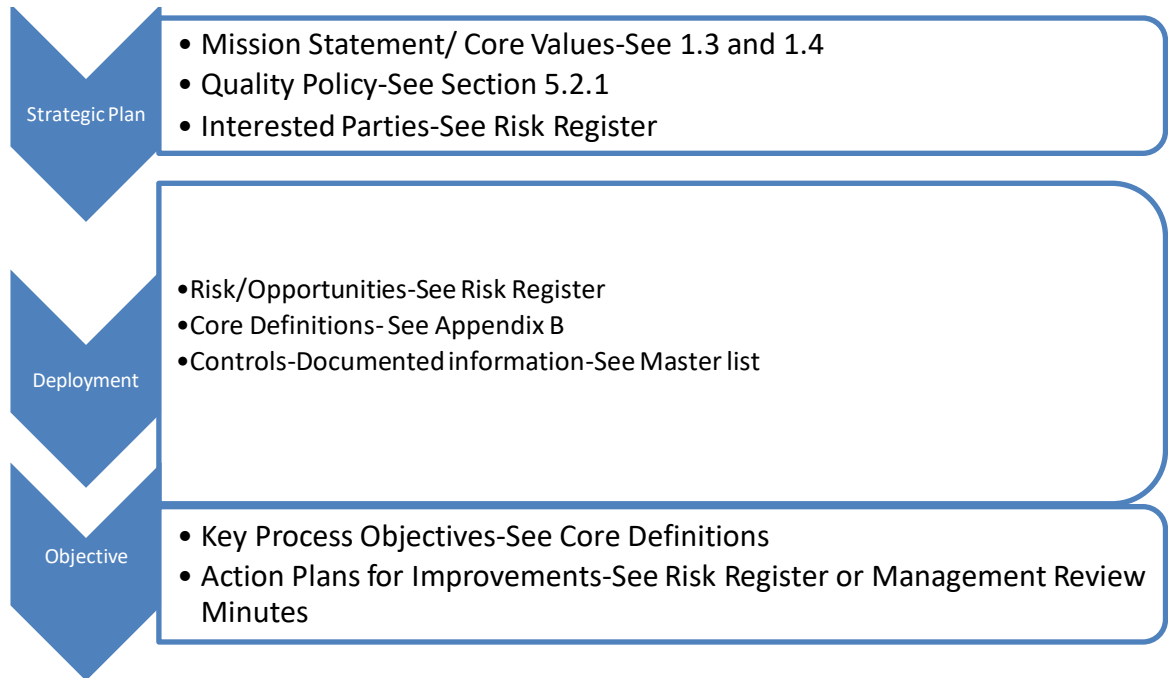 Strategic Plan
• Mission Statement/ Core Values-See 1.3 and 1.4
• Quality Policy-See Section 5.2.1
• Interested Parties-See Risk Register
Deployment
•Risk/Opportunities-See Risk Register
•Core Definitions- See Appendix B
•Controls-Documented information-See Master list
Objective
• Key Process Objectives-See Core Definitions
• Action Plans for Improvements-See Risk Register or Management Review
Minutes